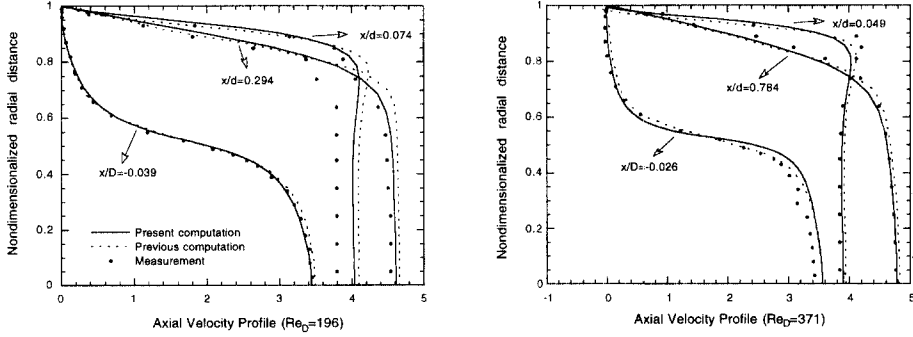 1
0.8
0.6
0.4
0.2
0
Nondimensionalized radial distance
x/d=0.074
x/d=0.294
x/D=-0.039
Present computation
Previous computation
Measurement
0 1 2 3 4 5
Axial Velocity Profile (ReD=196)
1
0.8
0.6
0.4
0.2
0
Nondimensionalized radial distance
x/d=0.049
x/d=0.784
x/D=-0.026
-1 0 1 2 3 4 5
Axial Velocity Profile (ReD=371)